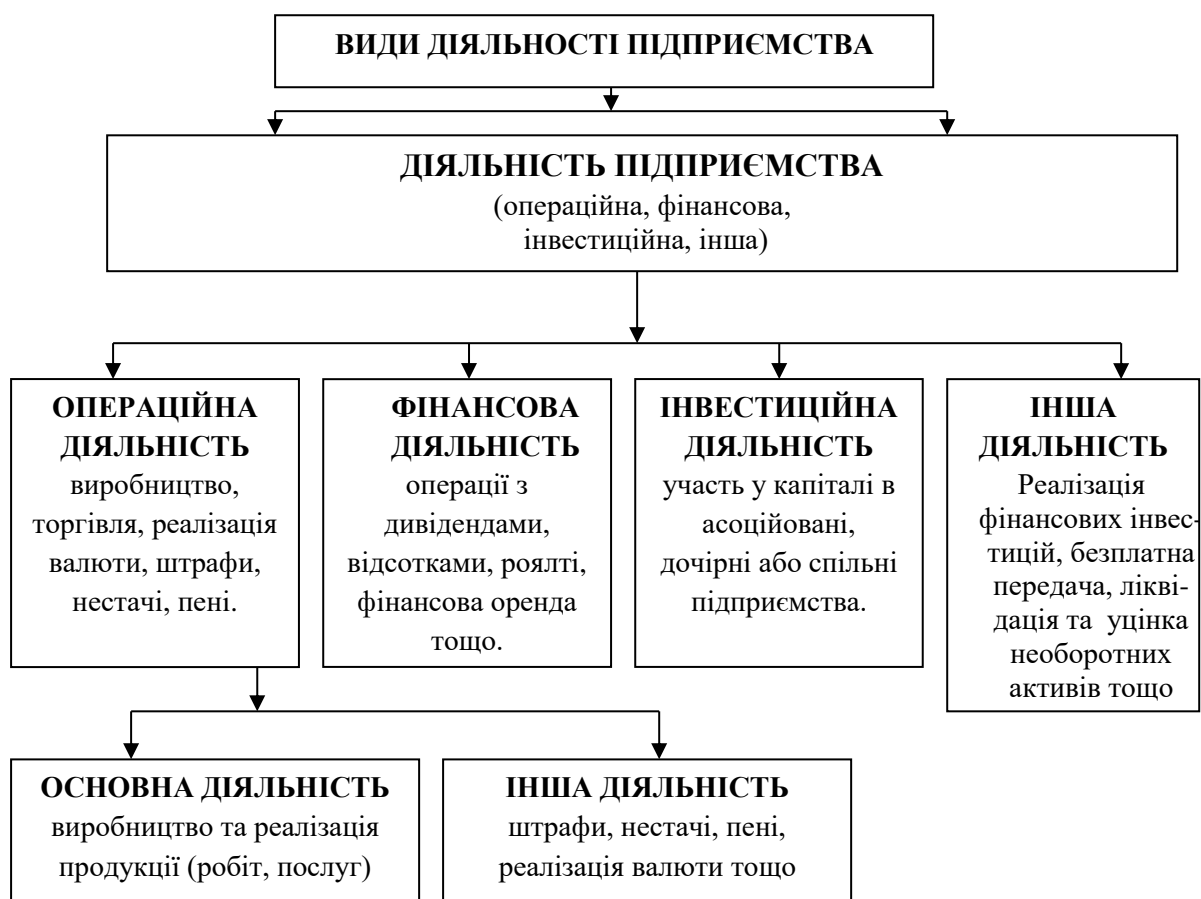 ВИДИ ДІЯЛЬНОСТІ ПІДПРИЄМСТВА
ДІЯЛЬНІСТЬ ПІДПРИЄМСТВА
(операційна, фінансова,
інвестиційна, інша)
ОПЕРАЦІЙНА
ДІЯЛЬНІСТЬ
виробництво,
торгівля, реалізація
валюти, штрафи,
нестачі, пені.
ФІНАНСОВА
ДІЯЛЬНІСТЬ
операції з
дивідендами,
відсотками, роялті,
фінансова оренда
тощо.
ІНВЕСТИЦІЙНА
ДІЯЛЬНІСТЬ
участь у капіталі в
асоційовані,
дочірні або спільні
підприємства.
ІНША
ДІЯЛЬНІСТЬ
Реалізація
фінансових інвес-
тицій, безплатна
передача, лікві-
дація та уцінка
необоротних
активів тощо
ОСНОВНА ДІЯЛЬНІСТЬ
виробництво та реалізація
продукції (робіт, послуг)
ІНША ДІЯЛЬНІСТЬ
штрафи, нестачі, пені,
реалізація валюти тощо